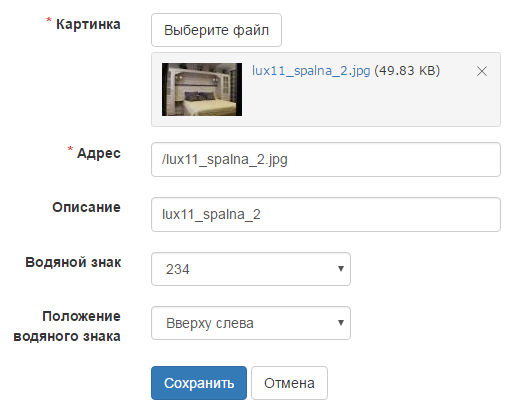 * Картинка
Выберите файл
lux11_spalna_2.jpg (49.83 KB)
* Адрес
/lux11_spalna_2.jpg
Описание
lux11_spalna_2
Водяной знак
234
Положение
водяного знака
Вверху слева
Сохранить
Отмена